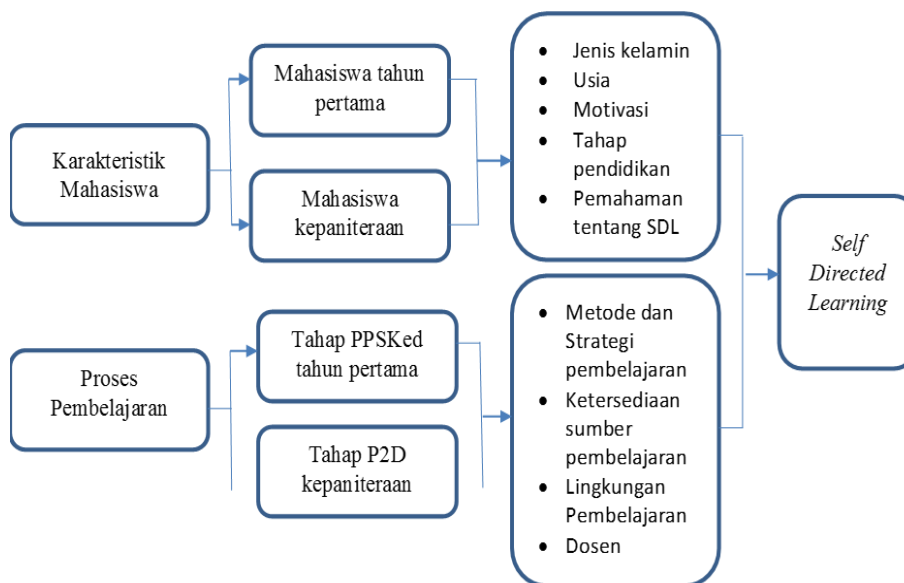 Karakteristik
Mahasiswa
Mahasiswa tahun
pertama
Mahasiswa
kepaniteraan
• Jenis kelamin
• Usia
• Motivasi
• Tahap
pendidikan
• Pemahaman
tentang SDL
Proses
Pembelajaran
Tahap PPSKed
tahun pertama
Tahap P2D
kepaniteraan
• Metode dan
Strategi
pembelajaran
• Ketersediaan
sumber
pembelajaran
• Lingkungan
Pembelajaran
• Dosen
Self
Directed
Learning